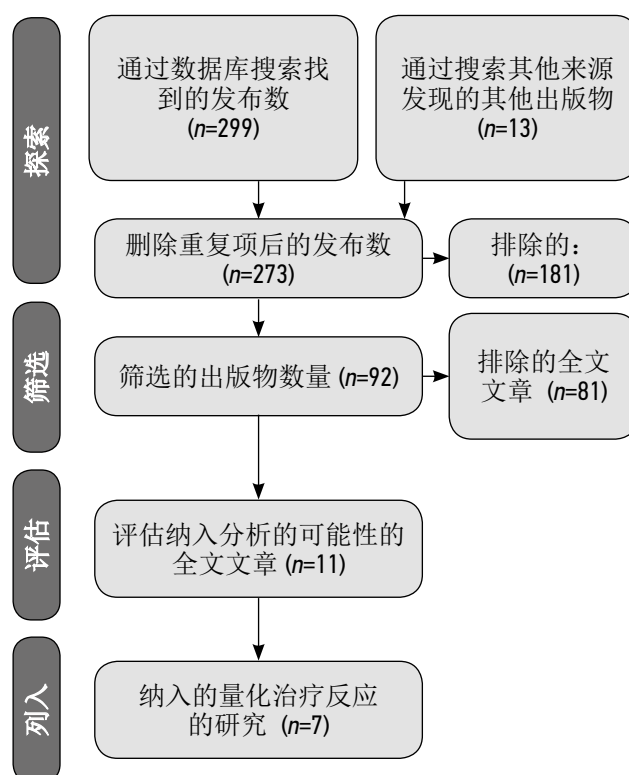 探索
通过数据库搜索找
到的发布数
(n=299)
通过搜索其他来源
发现的其他出版物
(n=13)
删除重复项后的发布数
(n=273)
排除的:
(n=181)
筛选
筛选的出版物数量 (n=92)
排除的全文
文章 (n=81)
评估
评估纳入分析的可能性的
全文文章 (n=11)
列入
纳入的量化治疗反应
的研究 (n=7)